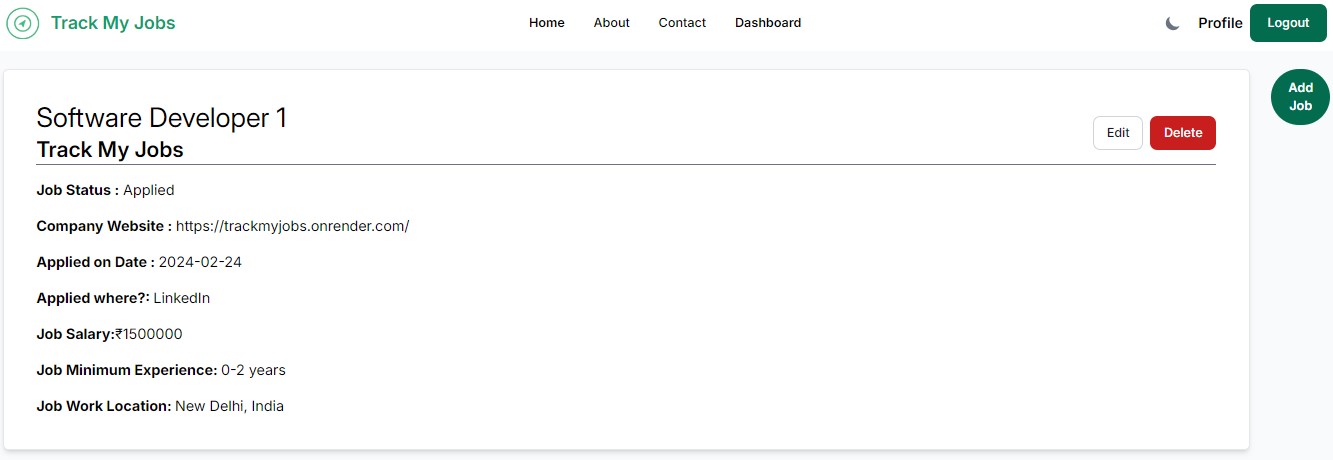 Track My Jobs
Home About Contact Dashboard
Profile Logout
Add
Job
Software Developer 1
Track My Jobs
Edit Delete
Job Status : Applied
Company Website : https://trackmyjobs.onrender.com/
Applied on Date : 2024-02-24
Applied where?: LinkedIn
Job Salary:₹1500000
Job Minimum Experience: 0-2 years
Job Work Location: New Delhi, India